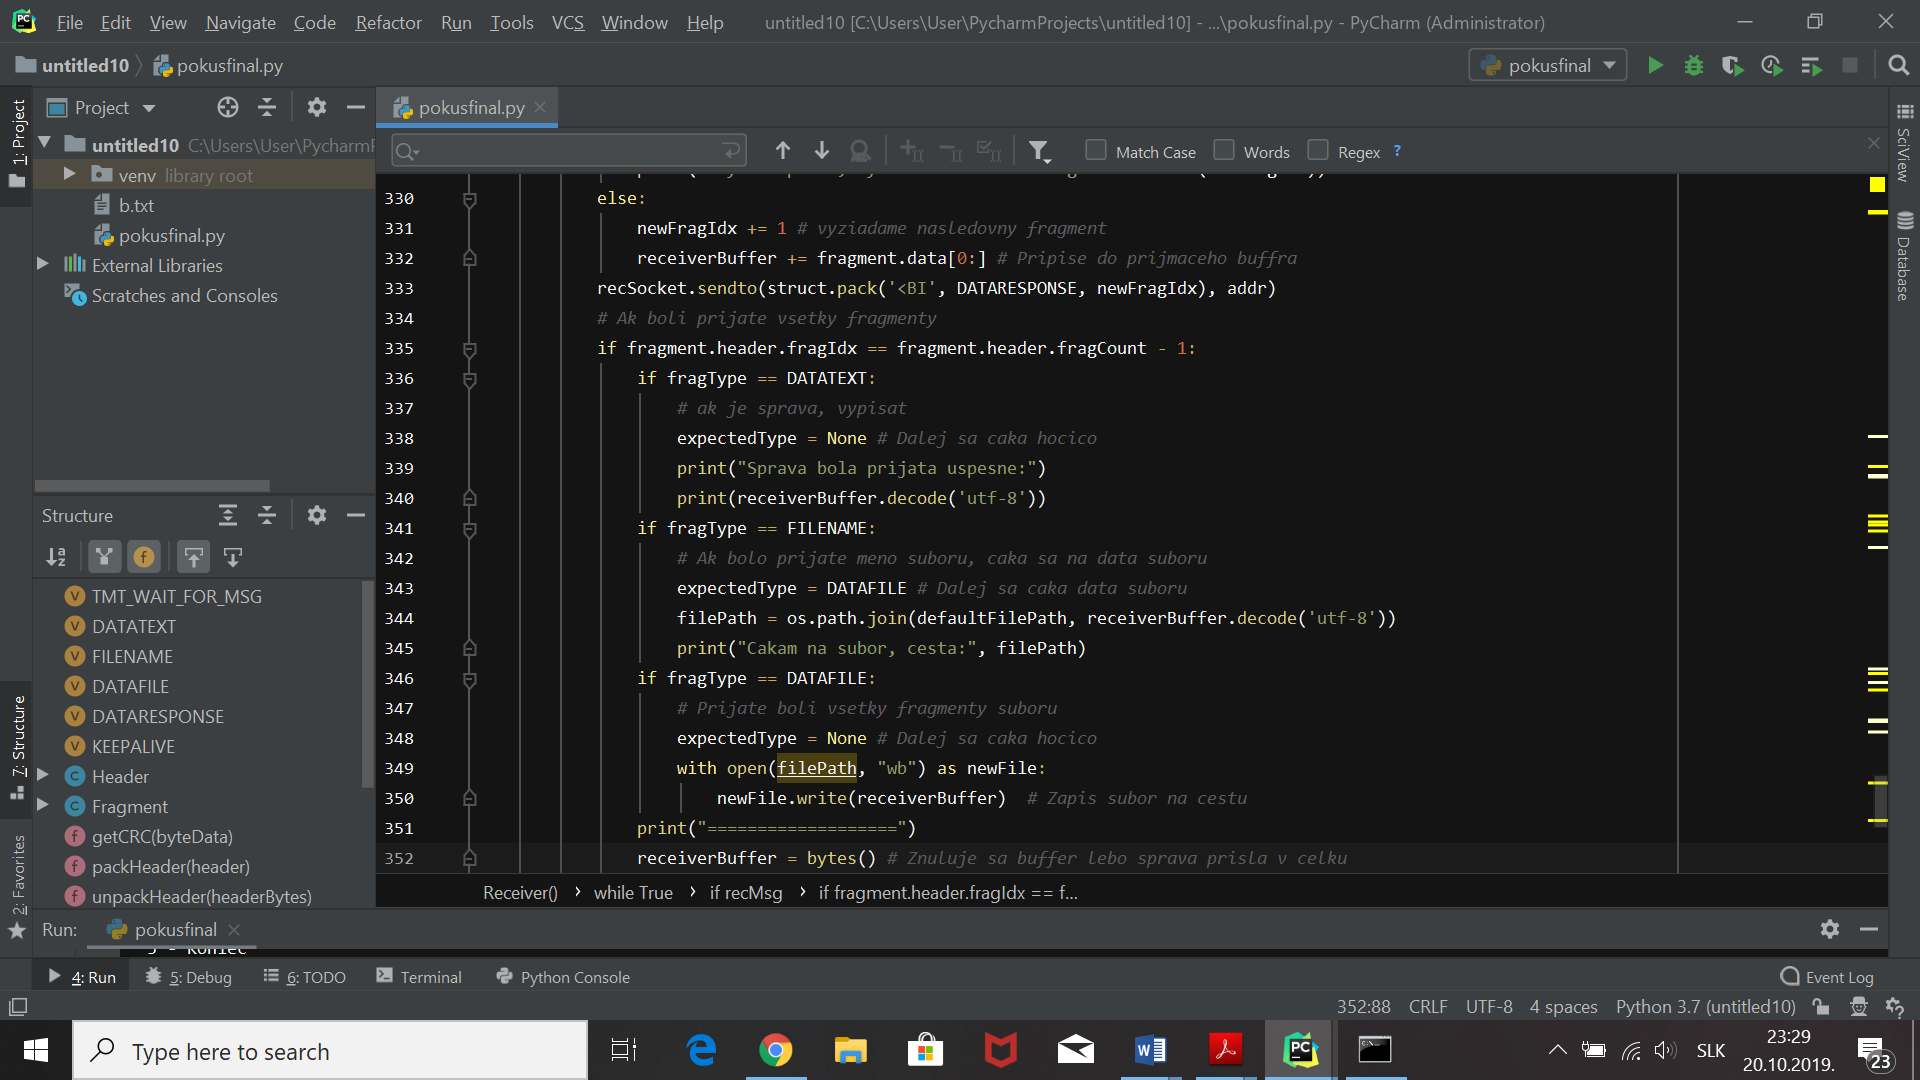 File Edit View Navigate Code Refactor Run Tools VCS Window Help untitled10 [C:\Users\User\PycharmProjects\untitled10] - ...\pokusfinal.py - PyCharm (Administrator)
untitled10 pokusfinal.py pokusfinal
Project pokusfinal.py
untitled10 C:\Users\User\PycharmP
venv library root
b.txt
pokusfinal.py
External Libraries
Scratches and Consoles
Match Case Words Regex ?
330 else:
331 newFragIdx += 1 # vyziadame nasledovny fragment
332 receiverBuffer += fragment.data[0:] # Pripise do prijmaceho buffra
333 recSocket.sendto(struct.pack('<BI', DATARESPONSE, newFragIdx), addr)
334 # Ak boli prijate vsetky fragmenty
335 if fragment.header.fragIdx == fragment.header.fragCount - 1:
336 if fragType == DATATEXT:
337 # ak je sprava, vypisat
338 expectedType = None # Dalej sa caka hocico
339 print("Sprava bola prijata uspesne:")
340 print(receiverBuffer.decode('utf-8'))
341 if fragType == FILENAME:
342 # Ak bolo prijate meno suboru, caka sa na data suboru
343 expectedType = DATAFILE # Dalej sa caka data suboru
344 filePath = os.path.join(defaultFilePath, receiverBuffer.decode('utf-8'))
345 print("Cakam na subor, cesta:", filePath)
346 if fragType == DATAFILE:
347 # Prijate boli vsetky fragmenty suboru
348 expectedType = None # Dalej sa caka hocico
349 with open(filePath, "wb") as newFile:
350 newFile.write(receiverBuffer) # Zapis subor na cestu
351 print("===================")
352 receiverBuffer = bytes() # Znuluje sa buffer lebo sprava prisla v celku
Receiver() › while True › if recMsg › if fragment.header.fragIdx == f...
Structure
TMT_WAIT_FOR_MSG
DATATEXT
FILENAME
DATAFILE
DATARESPONSE
KEEPALIVE
Header
Fragment
getCRC(byteData)
packHeader(header)
unpackHeader(headerBytes)
1: Project
7: Structure
2: Favorites
SciView
Database
Run: pokusfinal
4: Run 5: Debug 6: TODO Terminal Python Console Event Log
352:88 CRLF UTF-8 4 spaces Python 3.7 (untitled10)
Type here to search
SLK
23:29
20.10.2019.
23